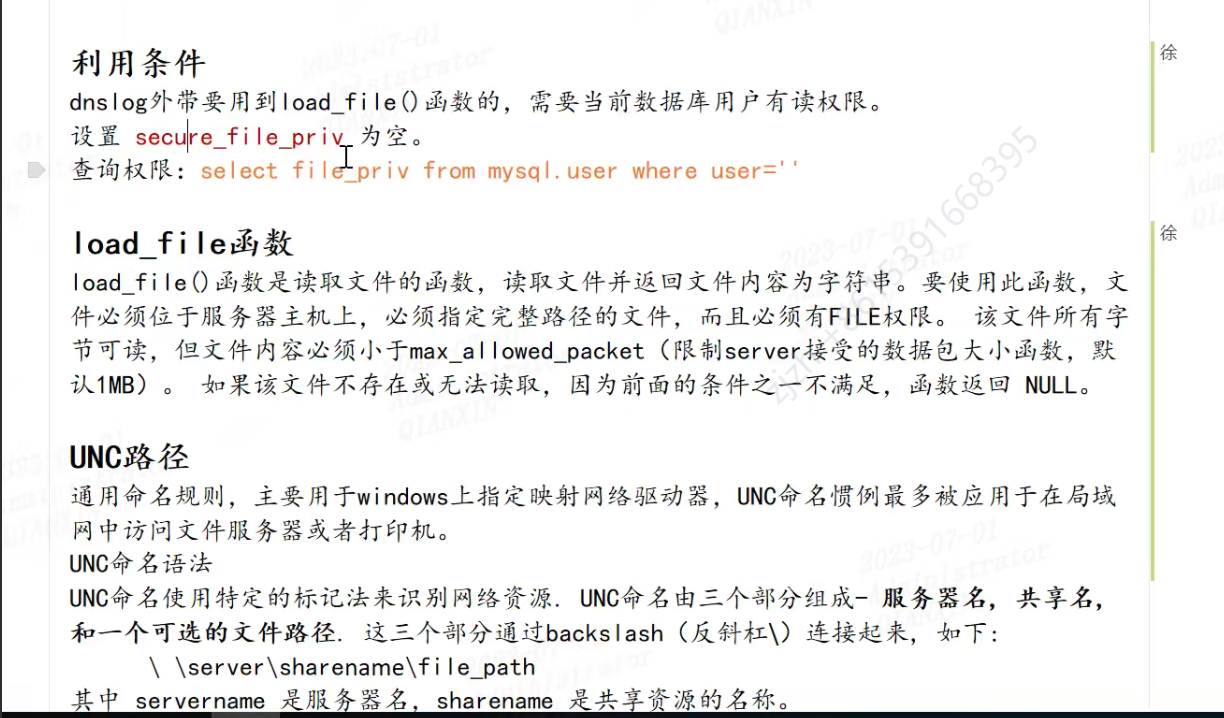 利用条件
徐
dnslog外带要用到load_file()函数的，需要当前数据库用户有读权限。
设置 secure_file_priv 为空。
查询权限：select file_priv from mysql.user where user=''
load_file函数
徐
load_file()函数是读取文件的函数，读取文件并返回文件内容为字符串。要使用此函数，文
件必须位于服务器主机上，必须指定完整路径的文件，而且必须有FILE权限。 该文件所有字
节可读，但文件内容必须小于max_allowed_packet（限制server接受的数据包大小函数，默
认1MB）。 如果该文件不存在或无法读取，因为前面的条件之一不满足，函数返回 NULL。
UNC路径
通用命名规则，主要用于windows上指定映射网络驱动器，UNC命名惯例最多被应用于在局域
网中访问文件服务器或者打印机。
UNC命名语法
UNC命名使用特定的标记法来识别网络资源. UNC命名由三个部分组成- 服务器名, 共享名,
和一个可选的文件路径. 这三个部分通过backslash（反斜杠\）连接起来, 如下:
\ \server\sharename\file_path
其中 servername 是服务器名, sharename 是共享资源的名称。
2023-07-01
Administrator
QIANXIN